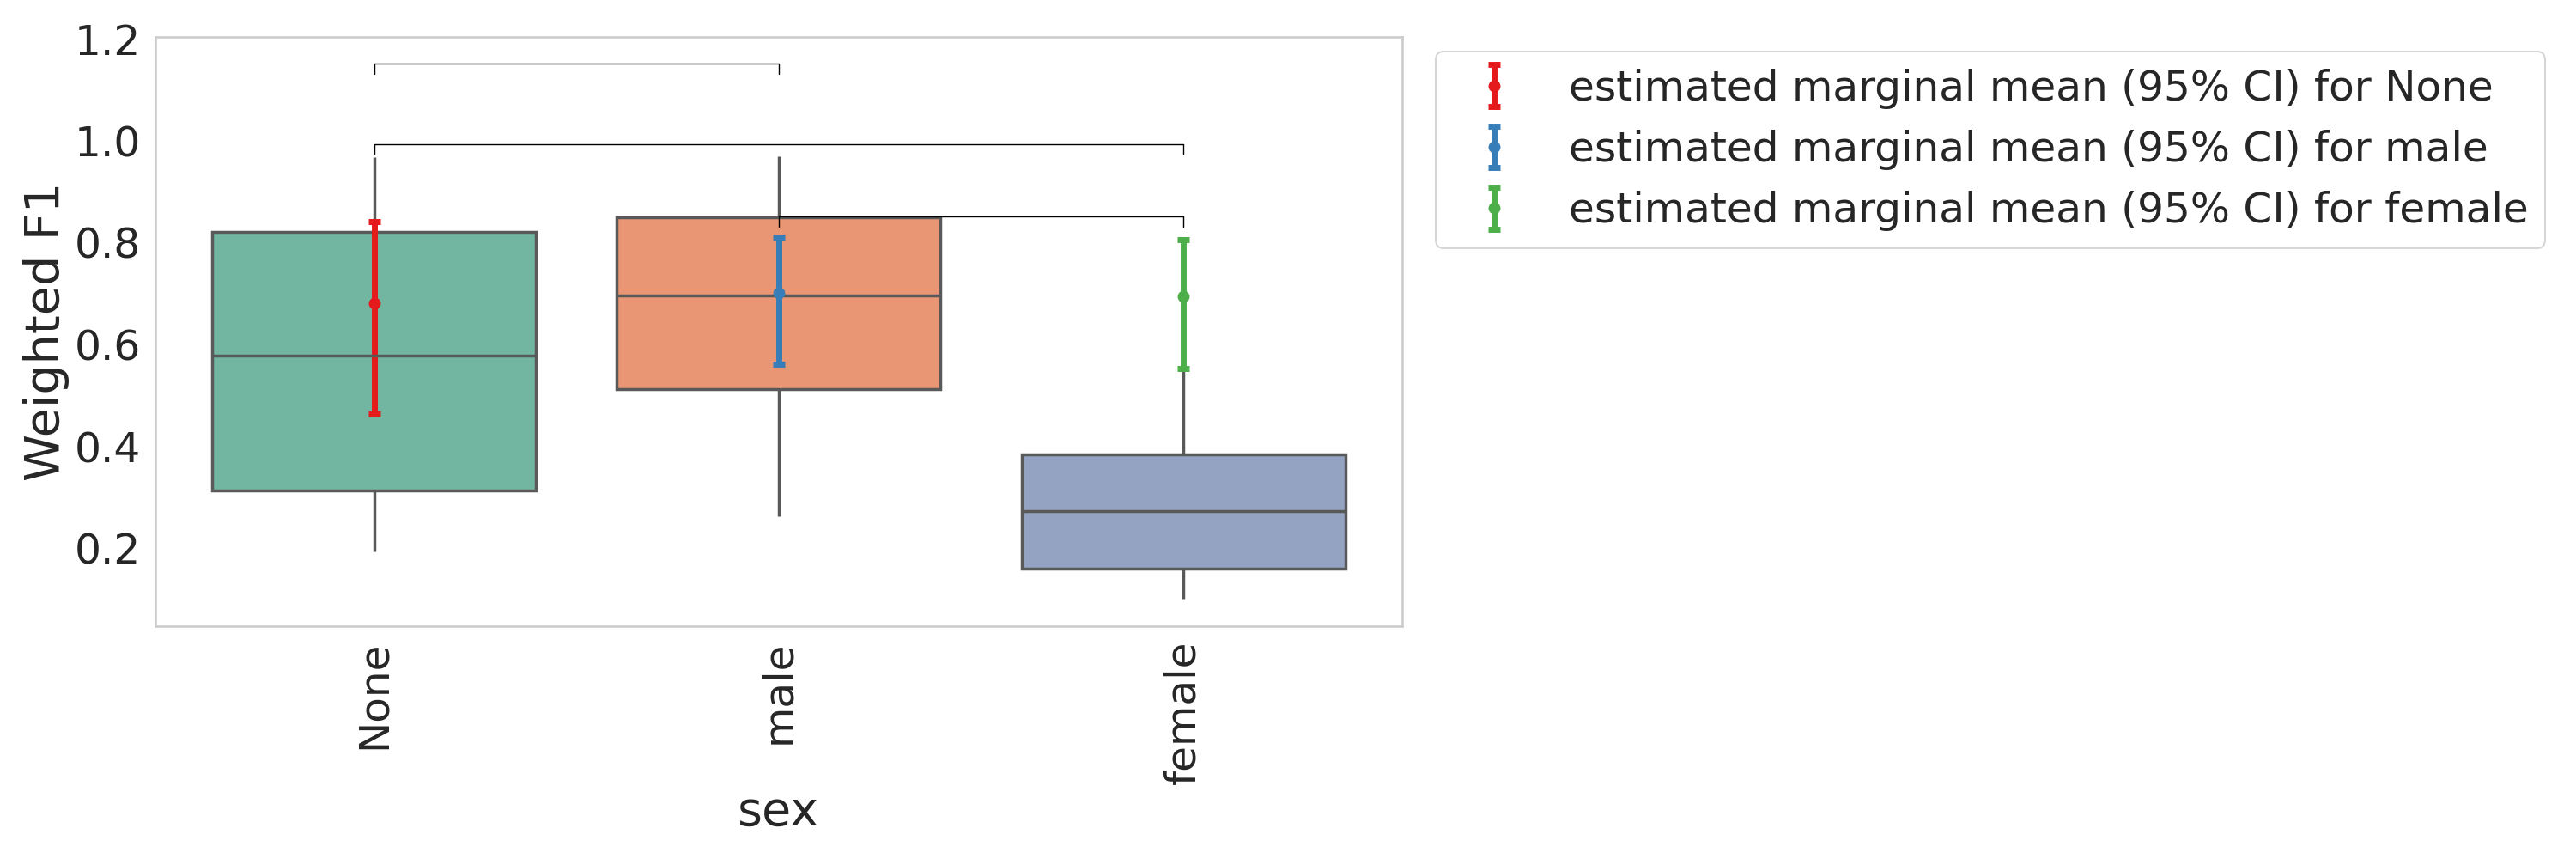 1.2
1.0
0.8
0.6
0.4
0.2
Weighted F1
None
male
female
sex
estimated marginal mean (95% CI) for None
estimated marginal mean (95% CI) for male
estimated marginal mean (95% CI) for female